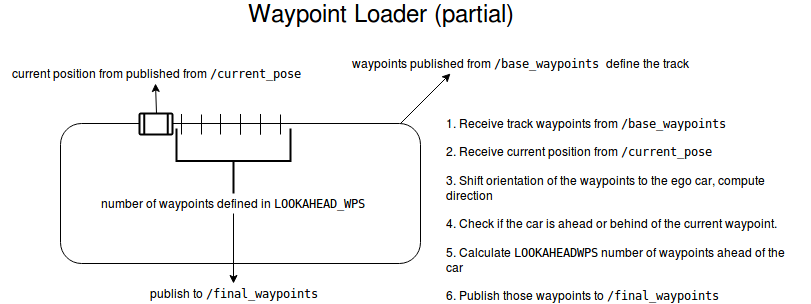 Waypoint Loader (partial)
current position from published from /current_pose
waypoints published from /base_waypoints define the track
number of waypoints defined in LOOKAHEAD_WPS
publish to /final_waypoints
1. Receive track waypoints from /base_waypoints
2. Receive current position from /current_pose
3. Shift orientation of the waypoints to the ego car, compute
direction
4. Check if the car is ahead or behind of the current waypoint.
5. Calculate LOOKAHEADWPS number of waypoints ahead of the
car
6. Publish those waypoints to /final_waypoints